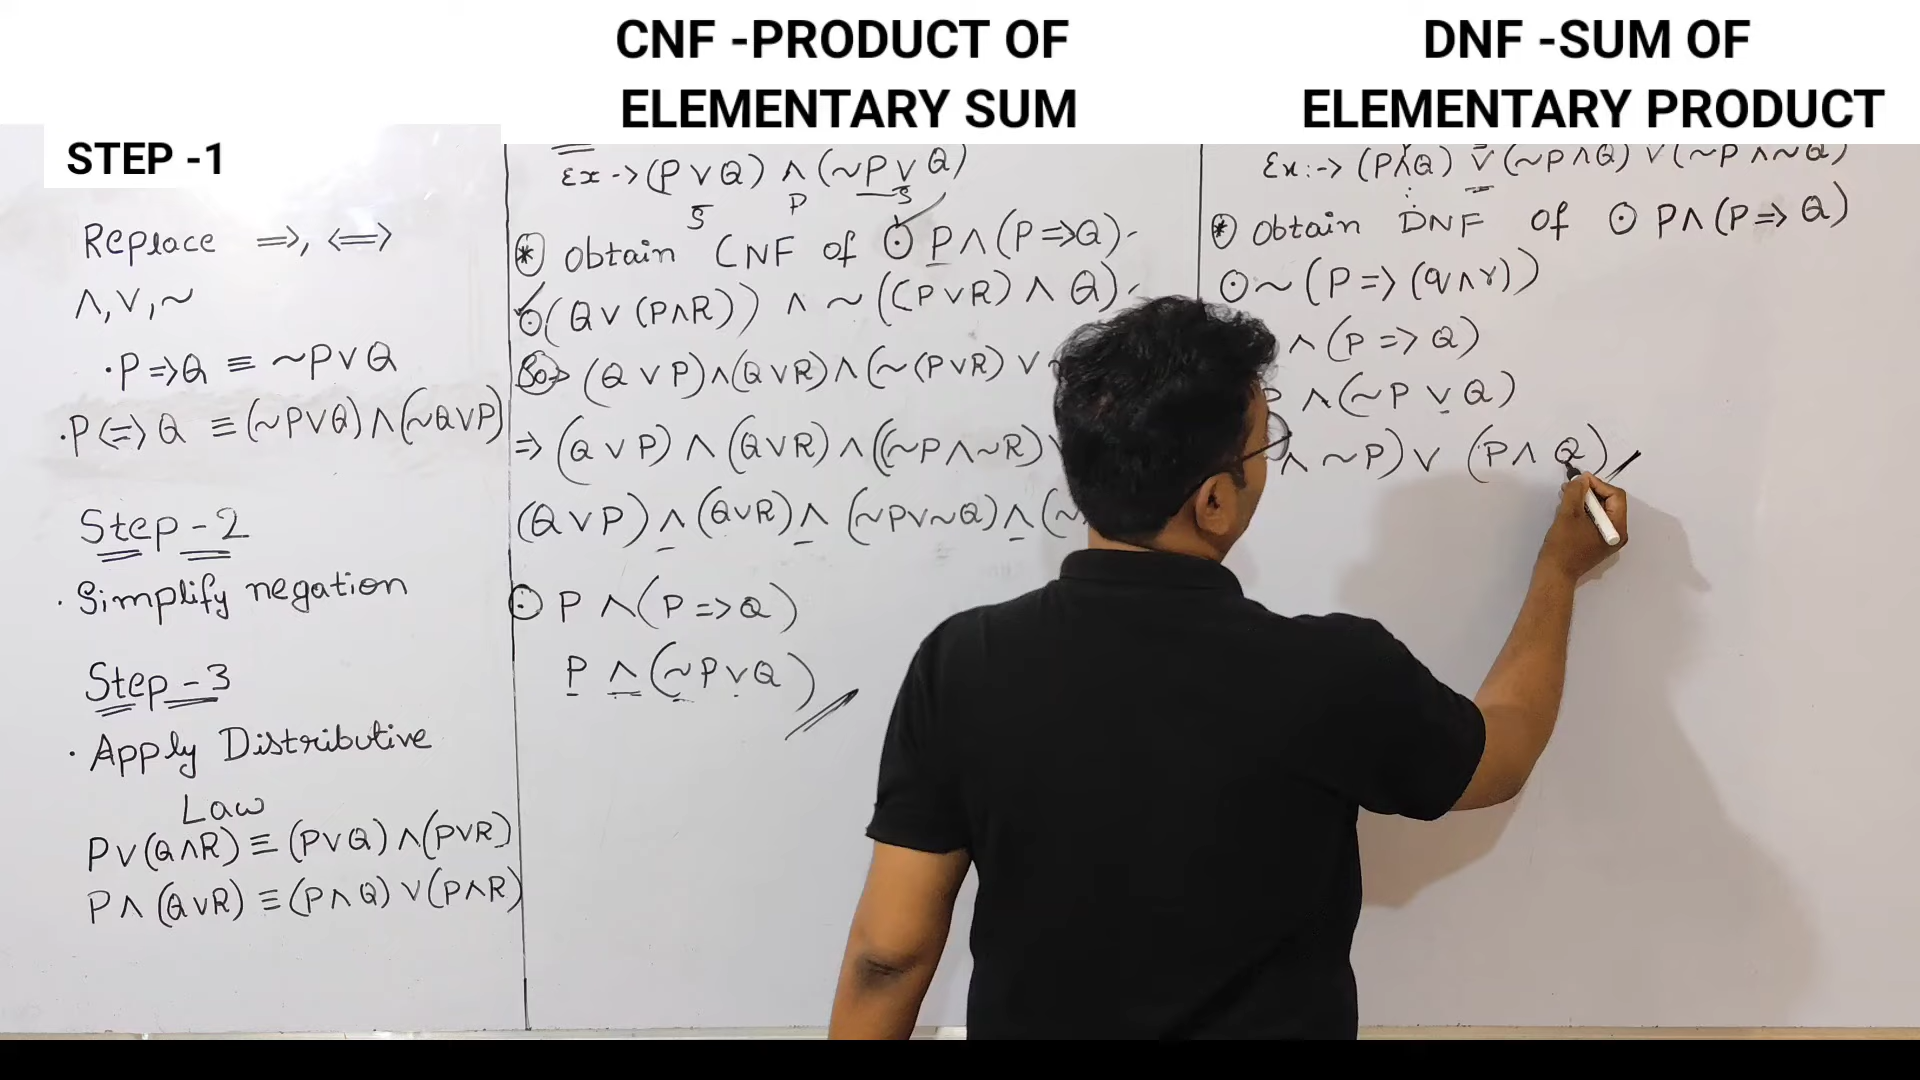 CNF -PRODUCT OF
ELEMENTARY SUM
DNF -SUM OF
ELEMENTARY PRODUCT
STEP -1
Replace ⟹, ⟺
∧, ∨, ~
· P => Q ≡ ~P∨Q
· P <=> Q ≡ (~P∨Q) ∧ (~Q∨P)
Step - 2
· Simplify negation
Step - 3
· Apply Distributive
Law
P∨(Q∧R) ≡ (P∨Q) ∧ (P∨R)
P∧(Q∨R) ≡ (P∧Q) ∨ (P∧R)
Ex -> (P∨Q) ∧ (~P∨Q)
S P S
* Obtain CNF of ⊙ P∧(P=>Q)
⊙ (Q∨(P∧R)) ∧ ~((P∨R) ∧ Q)
So> (Q∨P)∧(Q∨R)∧(~(P∨R) ∨
=> (Q∨P) ∧ (Q∨R) ∧ ((~P∧~R)
(Q∨P) ∧ (Q∨R) ∧ (~P∨~Q) ∧ (~
⊙ P ∧ (P => Q)
P ∧ (~P∨Q)
Ex:-> (P∧Q) ∨ (~P∧Q) ∨ (~P∧~Q)
* Obtain DNF of ⊙ P∧(P=>Q)
⊙ ~(P => (q∧r))
∧ (P => Q)
P ∧ (~P ∨ Q)
∧ ~P) ∨ (P∧Q)